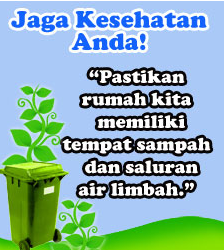 Jaga Kesehatan
Anda!
“Pastikan
rumah kita
memiliki
tempat sampah
dan saluran
air limbah.”